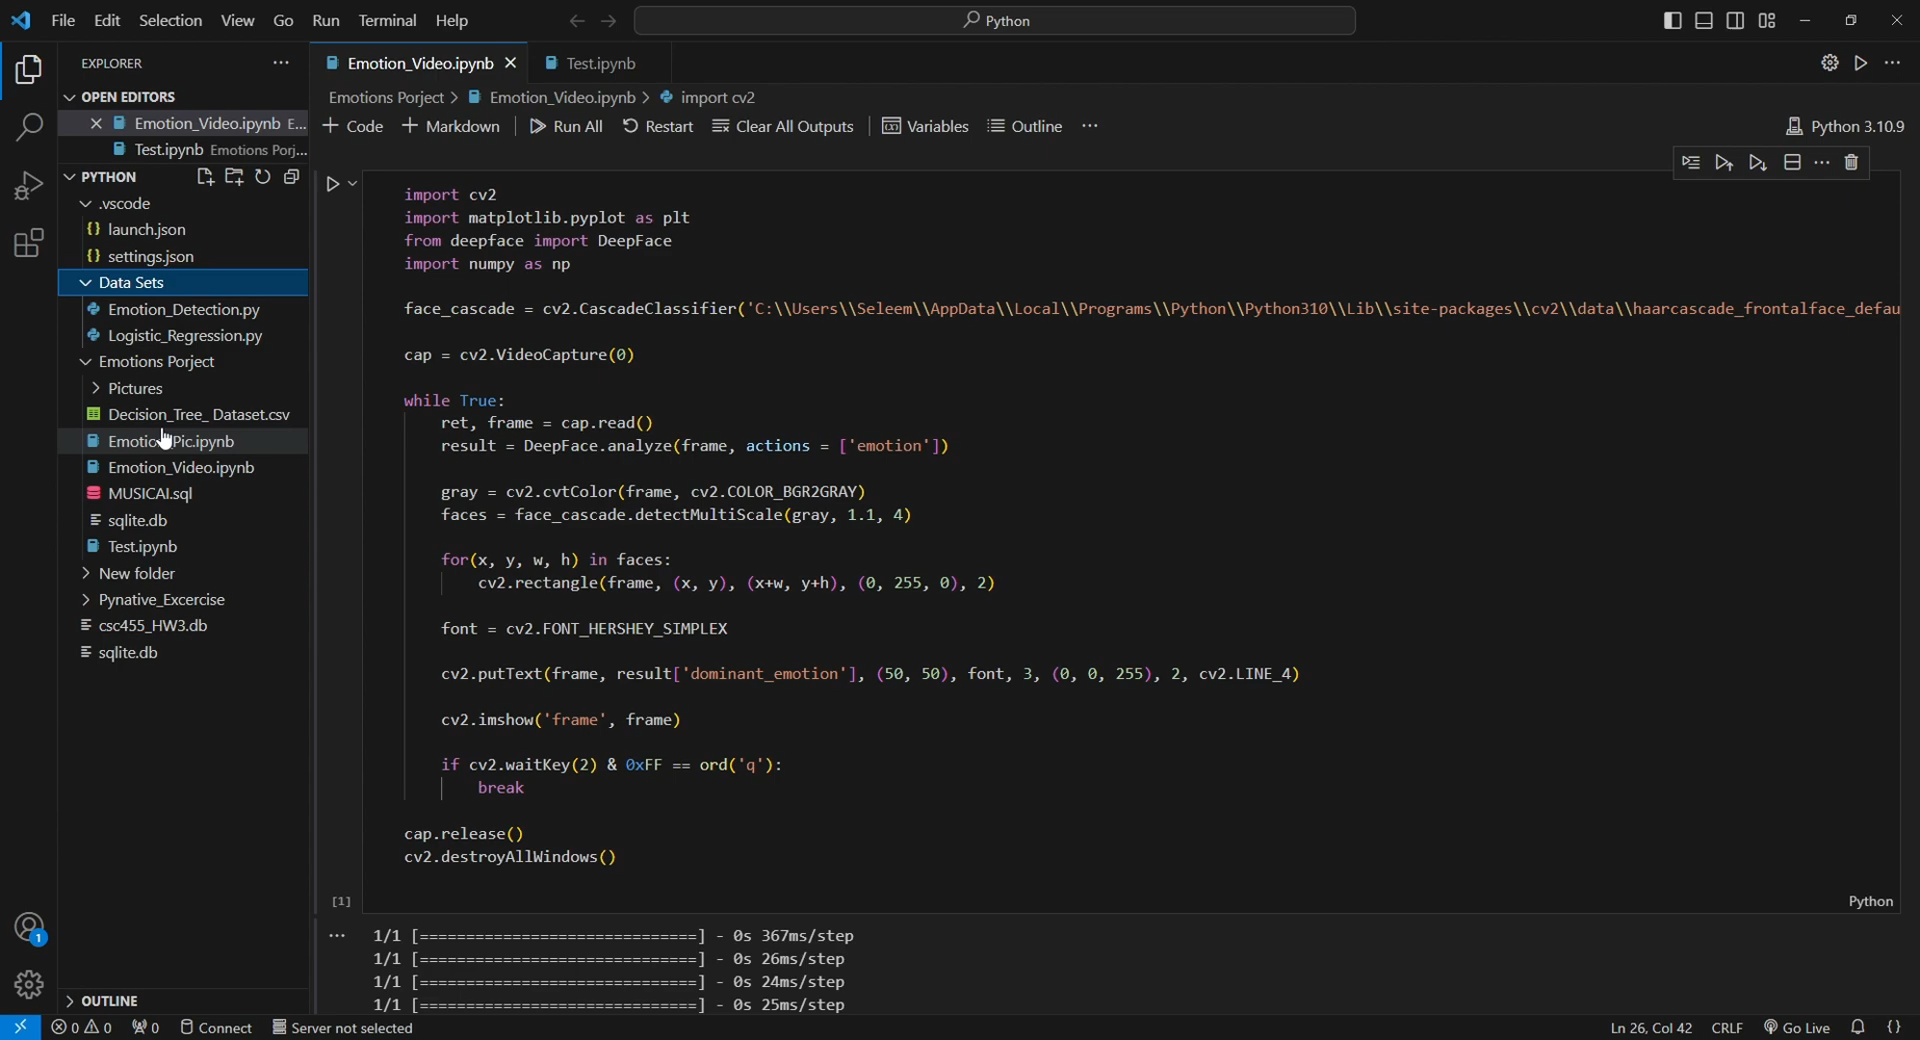 File Edit Selection View Go Run Terminal Help
Python
EXPLORER
OPEN EDITORS
Emotion_Video.ipynb E...
Test.ipynb Emotions Porj...
PYTHON
.vscode
launch.json
settings.json
Data Sets
Emotion_Detection.py
Logistic_Regression.py
Emotions Porject
Pictures
Decision_Tree_ Dataset.csv
Pic.ipynb
Emotion_Video.ipynb
MUSICAI.sql
sqlite.db
Test.ipynb
New folder
Pynative_Excercise
csc455_HW3.db
sqlite.db
OUTLINE
Emotion_Video.ipynb Test.ipynb
Emotions Porject > Emotion_Video.ipynb > import cv2
+ Code + Markdown Run All Restart Clear All Outputs Variables Outline ...
Python 3.10.9
import cv2
import matplotlib.pyplot as plt
from deepface import DeepFace
import numpy as np
face_cascade = cv2.CascadeClassifier('C:\\Users\\Seleem\\AppData\\Local\\Programs\\Python\\Python310\\Lib\\site-packages\\cv2\\data\\haarcascade_frontalface_defau
cap = cv2.VideoCapture(0)
while True:
ret, frame = cap.read()
result = DeepFace.analyze(frame, actions = ['emotion'])
gray = cv2.cvtColor(frame, cv2.COLOR_BGR2GRAY)
faces = face_cascade.detectMultiScale(gray, 1.1, 4)
for(x, y, w, h) in faces:
cv2.rectangle(frame, (x, y), (x+w, y+h), (0, 255, 0), 2)
font = cv2.FONT_HERSHEY_SIMPLEX
cv2.putText(frame, result['dominant_emotion'], (50, 50), font, 3, (0, 0, 255), 2, cv2.LINE_4)
cv2.imshow('frame', frame)
if cv2.waitKey(2) & 0xFF == ord('q'):
break
cap.release()
cv2.destroyAllWindows()
[1]
Python
1/1 [==============================] - 0s 367ms/step
1/1 [==============================] - 0s 26ms/step
1/1 [==============================] - 0s 24ms/step
1/1 [==============================] - 0s 25ms/step
1
0 0 0 Connect Server not selected
Ln 26, Col 42 CRLF Go Live {}